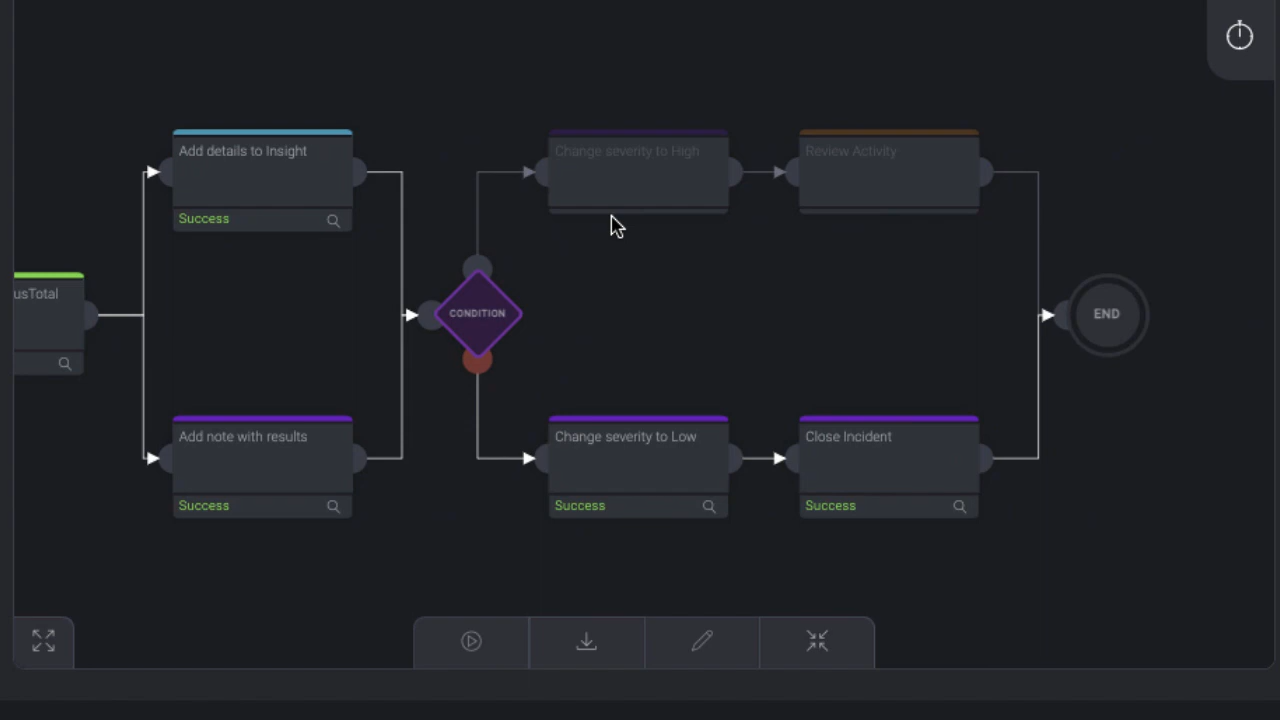 Add details to Insight
Success
Change severity to High
Review Activity
usTotal
CONDITION
END
Add note with results
Success
Change severity to Low
Success
Close Incident
Success